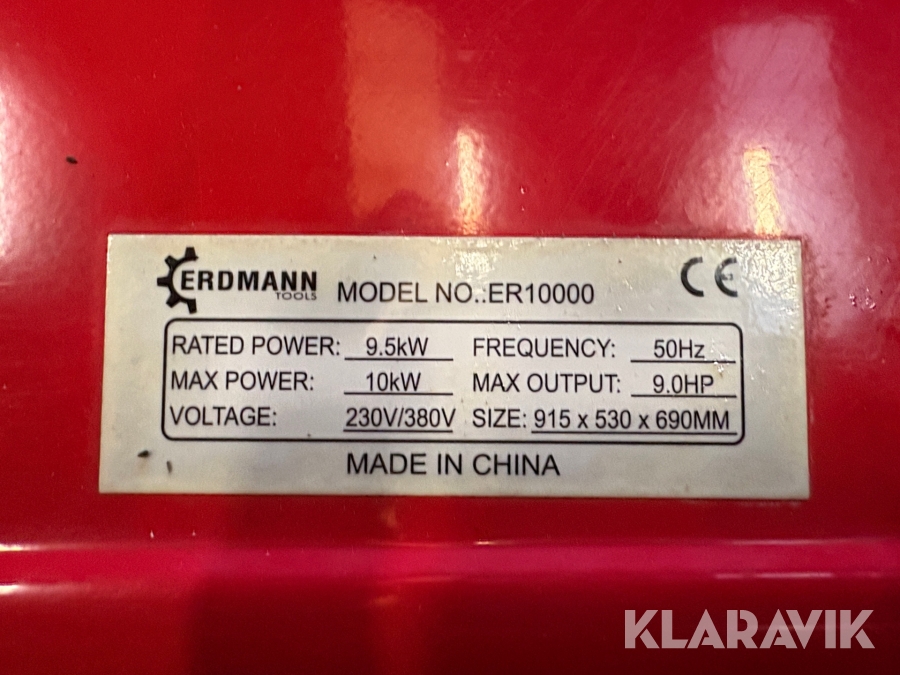 ERDMANN
TOOLS
MODEL NO.:ER10000
CE
RATED POWER: 9.5kW FREQUENCY: 50Hz
MAX POWER: 10kW MAX OUTPUT: 9.0HP
VOLTAGE: 230V/380V SIZE: 915 x 530 x 690MM
MADE IN CHINA
KLARAVIK